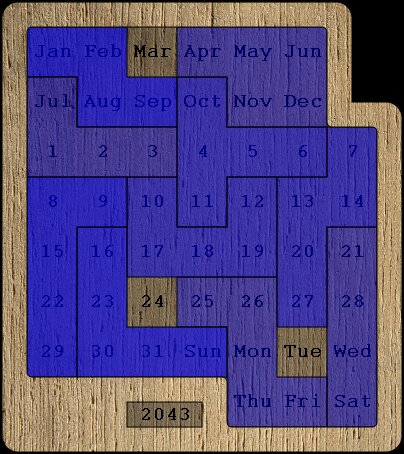 Jan Feb Mar Apr May Jun
Jul Aug Sep Oct Nov Dec
1 2 3 4 5 6 7
8 9 10 11 12 13 14
15 16 17 18 19 20 21
22 23 24 25 26 27 28
29 30 31 Sun Mon Tue Wed
Thu Fri Sat
2043